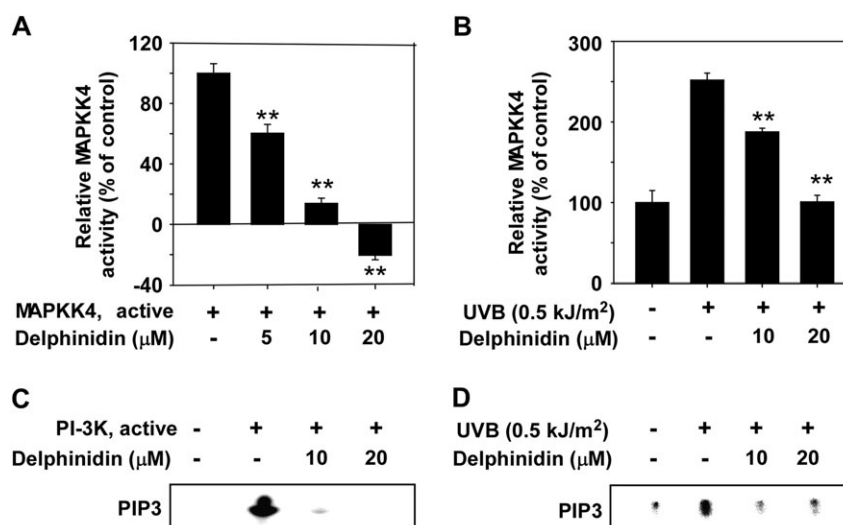 A
Relative MAPKK4
activity (% of control)
120
80
40
0
-40
**
**
**
MAPKK4, active + + + +
Delphinidin (μM) - 5 10 20
B
Relative MAPKK4
activity (% of control)
300
200
100
0
**
**
UVB (0.5 kJ/m²) - + + +
Delphinidin (μM) - - 10 20
C
PI-3K, active - + + +
Delphinidin (μM) - - 10 20
PIP3
D
UVB (0.5 kJ/m²) - + + +
Delphinidin (μM) - - 10 20
PIP3